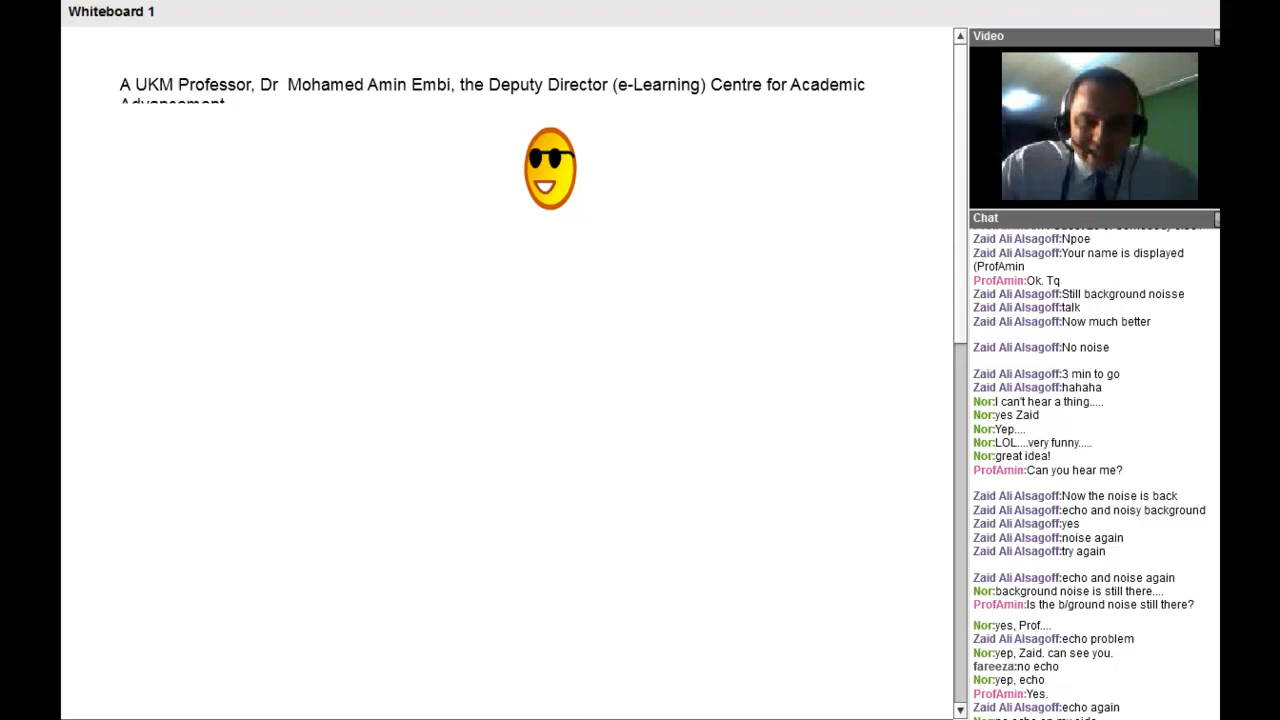 Whiteboard 1
A UKM Professor, Dr Mohamed Amin Embi, the Deputy Director (e-Learning) Centre for Academic
Advancement
Video
Chat
Zaid Ali Alsagoff:Npoe
Zaid Ali Alsagoff:Your name is displayed
(ProfAmin
ProfAmin:Ok. Tq
Zaid Ali Alsagoff:Still background noisse
Zaid Ali Alsagoff:talk
Zaid Ali Alsagoff:Now much better
Zaid Ali Alsagoff:No noise
Zaid Ali Alsagoff:3 min to go
Zaid Ali Alsagoff:hahaha
Nor:I can't hear a thing.....
Nor:yes Zaid
Nor:Yep....
Nor:LOL....very funny.....
Nor:great idea!
ProfAmin:Can you hear me?
Zaid Ali Alsagoff:Now the noise is back
Zaid Ali Alsagoff:echo and noisy background
Zaid Ali Alsagoff:yes
Zaid Ali Alsagoff:noise again
Zaid Ali Alsagoff:try again
Zaid Ali Alsagoff:echo and noise again
Nor:background noise is still there....
ProfAmin:Is the b/ground noise still there?
Nor:yes, Prof....
Zaid Ali Alsagoff:echo problem
Nor:yep, Zaid. can see you.
fareeza:no echo
Nor:yep, echo
ProfAmin:Yes.
Zaid Ali Alsagoff:echo again
Nor:no echo on my side